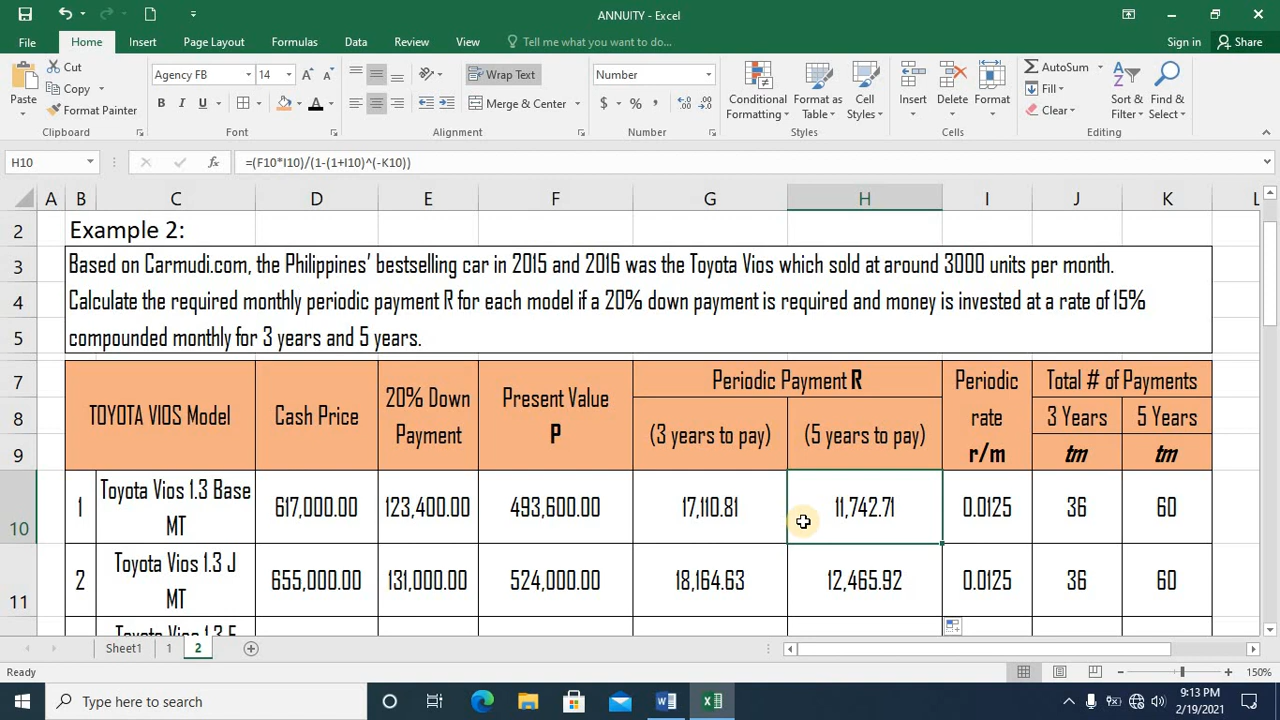 ANNUITY - Excel
File
Home
Insert
Page Layout
Formulas
Data
Review
View
Tell me what you want to do...
Sign in
Share
Paste
Cut
Copy
Format Painter
Clipboard
Agency FB
14
B I U
Font
Wrap Text
Merge & Center
Alignment
Number
$ % ,
Number
Conditional Formatting
Format as Table
Cell Styles
Styles
Insert
Delete
Format
Cells
AutoSum
Fill
Clear
Sort & Filter
Find & Select
Editing
H10
fx
=(F10*I10)/(1-(1+I10)^(-K10))
A B C D E F G H I J K L
2 Example 2:
3 Based on Carmudi.com, the Philippines' bestselling car in 2015 and 2016 was the Toyota Vios which sold at around 3000 units per month.
4 Calculate the required monthly periodic payment R for each model if a 20% down payment is required and money is invested at a rate of 15%
5 compounded monthly for 3 years and 5 years.
7
8
9
TOYOTA VIOS Model
Cash Price
20% Down
Payment
Present Value
P
Periodic Payment R
(3 years to pay)
(5 years to pay)
Periodic
rate
r/m
Total # of Payments
3 Years
5 Years
tm
tm
10
1
Toyota Vios 1.3 Base
MT
617,000.00
123,400.00
493,600.00
17,110.81
11,742.71
0.0125
36
60
11
2
Toyota Vios 1.3 J
MT
655,000.00
131,000.00
524,000.00
18,164.63
12,465.92
0.0125
36
60
Sheet1
1
2
Ready
150%
Type here to search
9:13 PM
2/19/2021